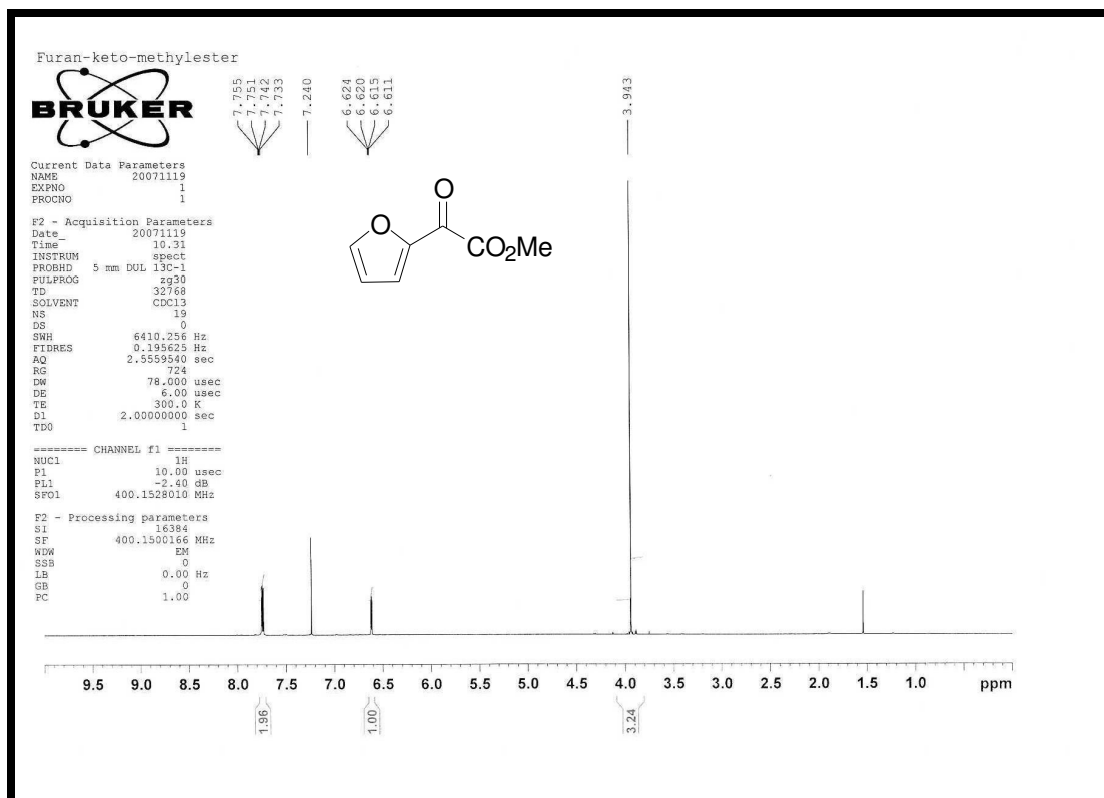 Furan-keto-methylester
BRUKER
7.755
7.751
7.742
7.733
7.240
6.624
6.620
6.615
6.611
3.943
Current Data Parameters
NAME 20071119
EXPNO 1
PROCNO 1
F2 - Acquisition Parameters
Date_ 20071119
Time 10.31
INSTRUM spect
PROBHD 5 mm DUL 13C-1
PULPROG zg30
TD 32768
SOLVENT CDCl3
NS 19
DS 0
SWH 6410.256 Hz
FIDRES 0.195625 Hz
AQ 2.5559540 sec
RG 724
DW 78.000 usec
DE 6.00 usec
TE 300.0 K
D1 2.00000000 sec
TD0 1
======== CHANNEL f1 ========
NUC1 1H
P1 10.00 usec
PL1 -2.40 dB
SFO1 400.1528010 MHz
F2 - Processing parameters
SI 16384
SF 400.1500166 MHz
WDW EM
SSB 0
LB 0.00 Hz
GB 0
PC 1.00
O
O
CO2Me
9.5 9.0 8.5 8.0 7.5 7.0 6.5 6.0 5.5 5.0 4.5 4.0 3.5 3.0 2.5 2.0 1.5 1.0 ppm
1.96
1.00
3.24